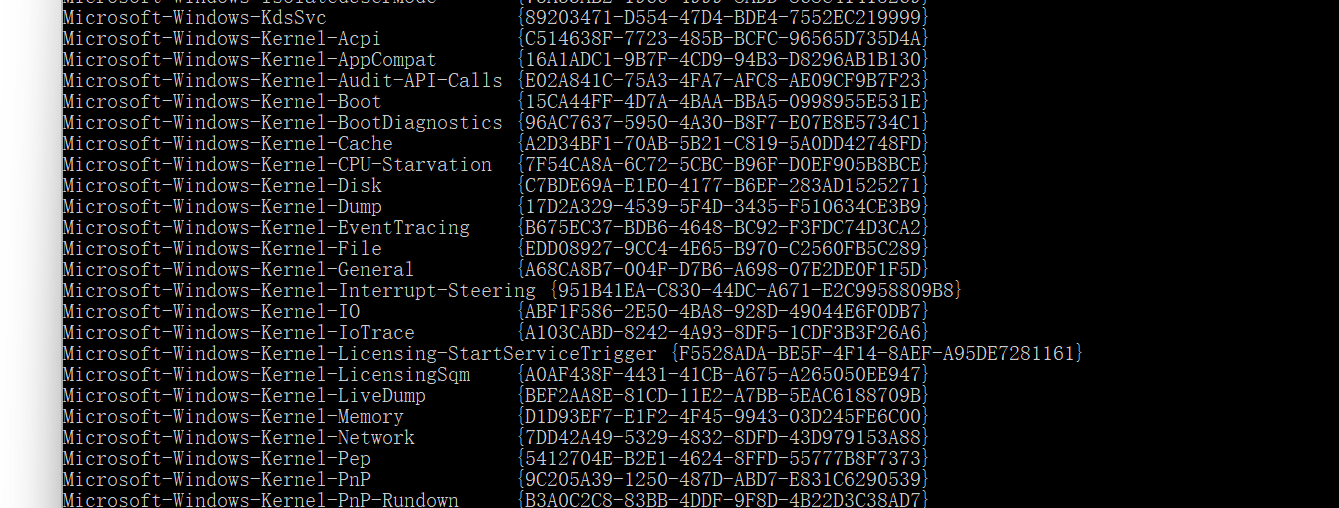 Microsoft-Windows-KdsSvc {89203471-D554-47D4-BDE4-7552EC219999}
Microsoft-Windows-Kernel-Acpi {C514638F-7723-485B-BCFC-96565D735D4A}
Microsoft-Windows-Kernel-AppCompat {16A1ADC1-9B7F-4CD9-94B3-D8296AB1B130}
Microsoft-Windows-Kernel-Audit-API-Calls {E02A841C-75A3-4FA7-AFC8-AE09CF9B7F23}
Microsoft-Windows-Kernel-Boot {15CA44FF-4D7A-4BAA-BBA5-0998955E531E}
Microsoft-Windows-Kernel-BootDiagnostics {96AC7637-5950-4A30-B8F7-E07E8E5734C1}
Microsoft-Windows-Kernel-Cache {A2D34BF1-70AB-5B21-C819-5A0DD42748FD}
Microsoft-Windows-Kernel-CPU-Starvation {7F54CA8A-6C72-5CBC-B96F-D0EF905B8BCE}
Microsoft-Windows-Kernel-Disk {C7BDE69A-E1E0-4177-B6EF-283AD1525271}
Microsoft-Windows-Kernel-Dump {17D2A329-4539-5F4D-3435-F510634CE3B9}
Microsoft-Windows-Kernel-EventTracing {B675EC37-BDB6-4648-BC92-F3FDC74D3CA2}
Microsoft-Windows-Kernel-File {EDD08927-9CC4-4E65-B970-C2560FB5C289}
Microsoft-Windows-Kernel-General {A68CA8B7-004F-D7B6-A698-07E2DE0F1F5D}
Microsoft-Windows-Kernel-Interrupt-Steering {951B41EA-C830-44DC-A671-E2C9958809B8}
Microsoft-Windows-Kernel-IO {ABF1F586-2E50-4BA8-928D-49044E6F0DB7}
Microsoft-Windows-Kernel-IoTrace {A103CABD-8242-4A93-8DF5-1CDF3B3F26A6}
Microsoft-Windows-Kernel-Licensing-StartServiceTrigger {F5528ADA-BE5F-4F14-8AEF-A95DE7281161}
Microsoft-Windows-Kernel-LicensingSqm {A0AF438F-4431-41CB-A675-A265050EE947}
Microsoft-Windows-Kernel-LiveDump {BEF2AA8E-81CD-11E2-A7BB-5EAC6188709B}
Microsoft-Windows-Kernel-Memory {D1D93EF7-E1F2-4F45-9943-03D245FE6C00}
Microsoft-Windows-Kernel-Network {7DD42A49-5329-4832-8DFD-43D979153A88}
Microsoft-Windows-Kernel-Pep {5412704E-B2E1-4624-8FFD-55777B8F7373}
Microsoft-Windows-Kernel-PnP {9C205A39-1250-487D-ABD7-E831C6290539}
Microsoft-Windows-Kernel-PnP-Rundown {B3A0C2C8-83BB-4DDF-9F8D-4B22D3C38AD7}